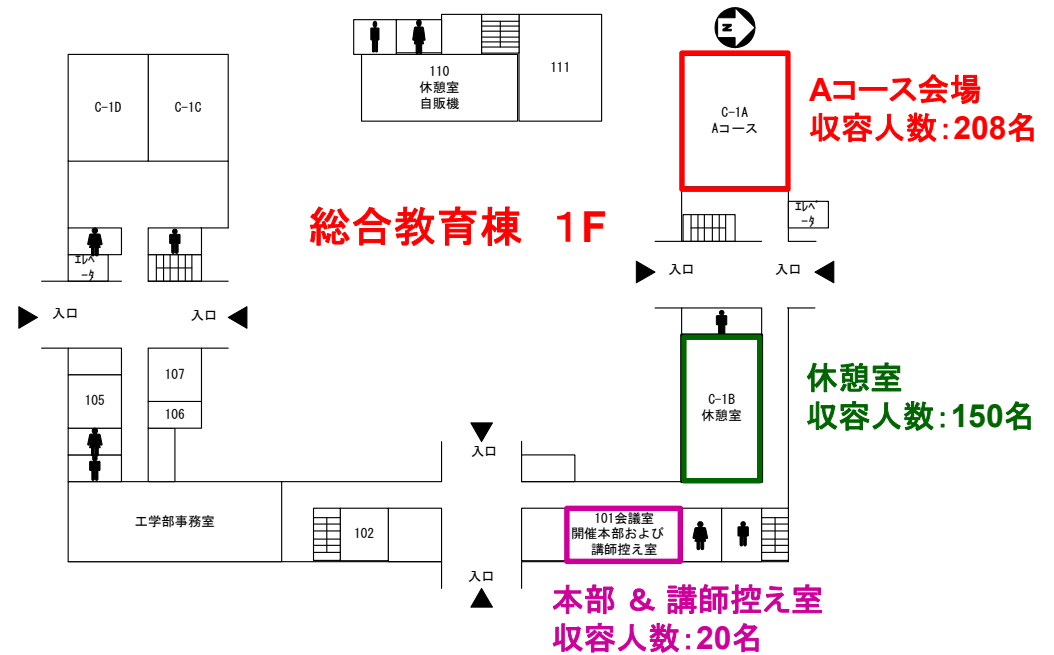 N
C-1D
C-1C
110
休憩室
自販機
111
C-1A
Aコース
Aコース会場
収容人数:208名
総合教育棟 1F
エレベ
ータ
エレベ
ータ
入口
入口
入口
入口
105
107
106
C-1B
休憩室
休憩室
収容人数:150名
入口
工学部事務室
102
101会議室
開催本部および
講師控え室
入口
本部 & 講師控え室
収容人数:20名